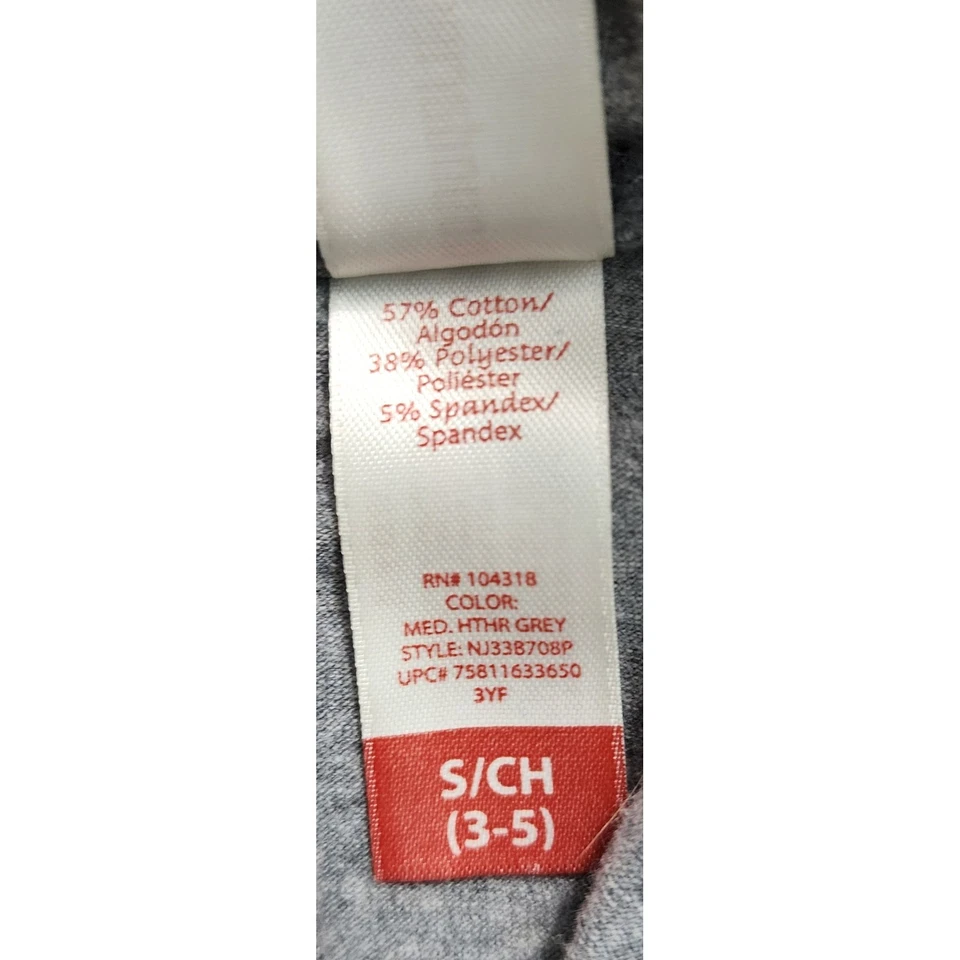 57% Cotton/
Algodón
38% Polyester/
Poliéster
5% Spandex/
Spandex
RN# 104318
COLOR:
MED. HTHR GREY
STYLE: NJ33B708P
UPC# 75811633650
3YF
S/CH
(3-5)